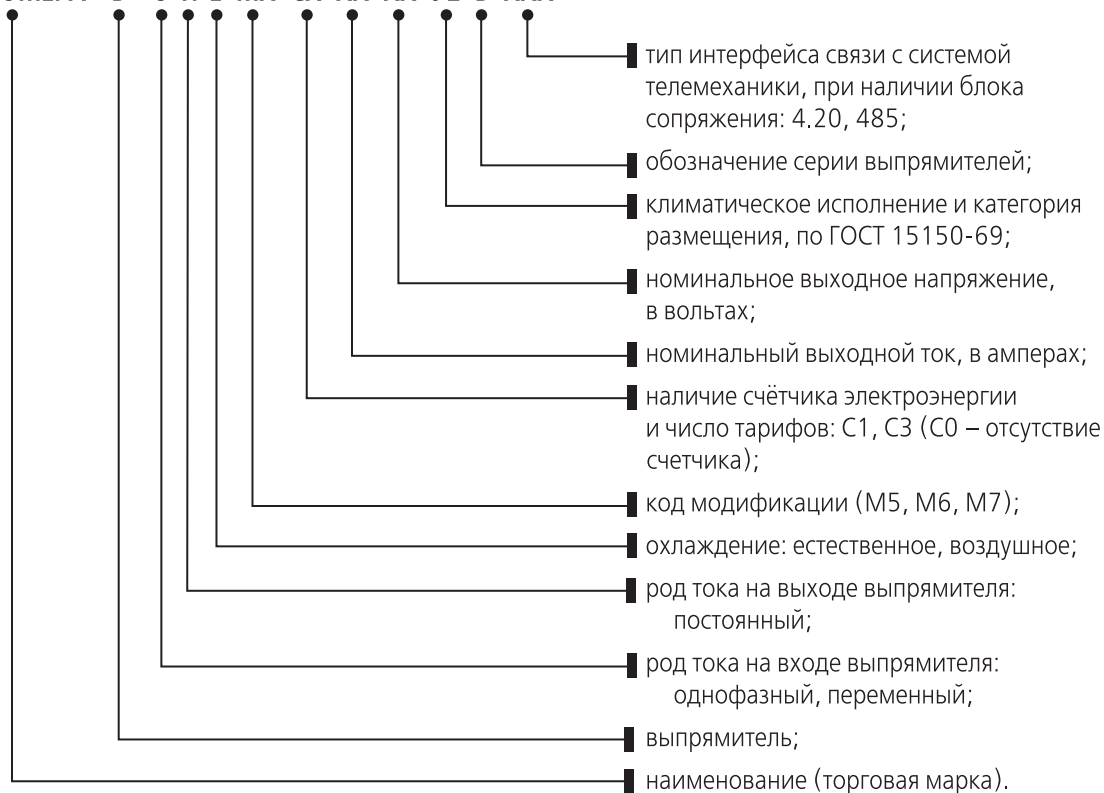 тип интерфейса связи с системой
телемеханики, при наличии блока
сопряжения: 4.20, 485;
обозначение серии выпрямителей;
климатическое исполнение и категория
размещения, по ГОСТ 15150-69;
номинальное выходное напряжение,
в вольтах;
номинальный выходной ток, в амперах;
наличие счётчика электроэнергии
и число тарифов: С1, С3 (С0 – отсутствие
счетчика);
код модификации (М5, М6, М7);
охлаждение: естественное, воздушное;
род тока на выходе выпрямителя:
постоянный;
род тока на входе выпрямителя:
однофазный, переменный;
выпрямитель;
наименование (торговая марка).